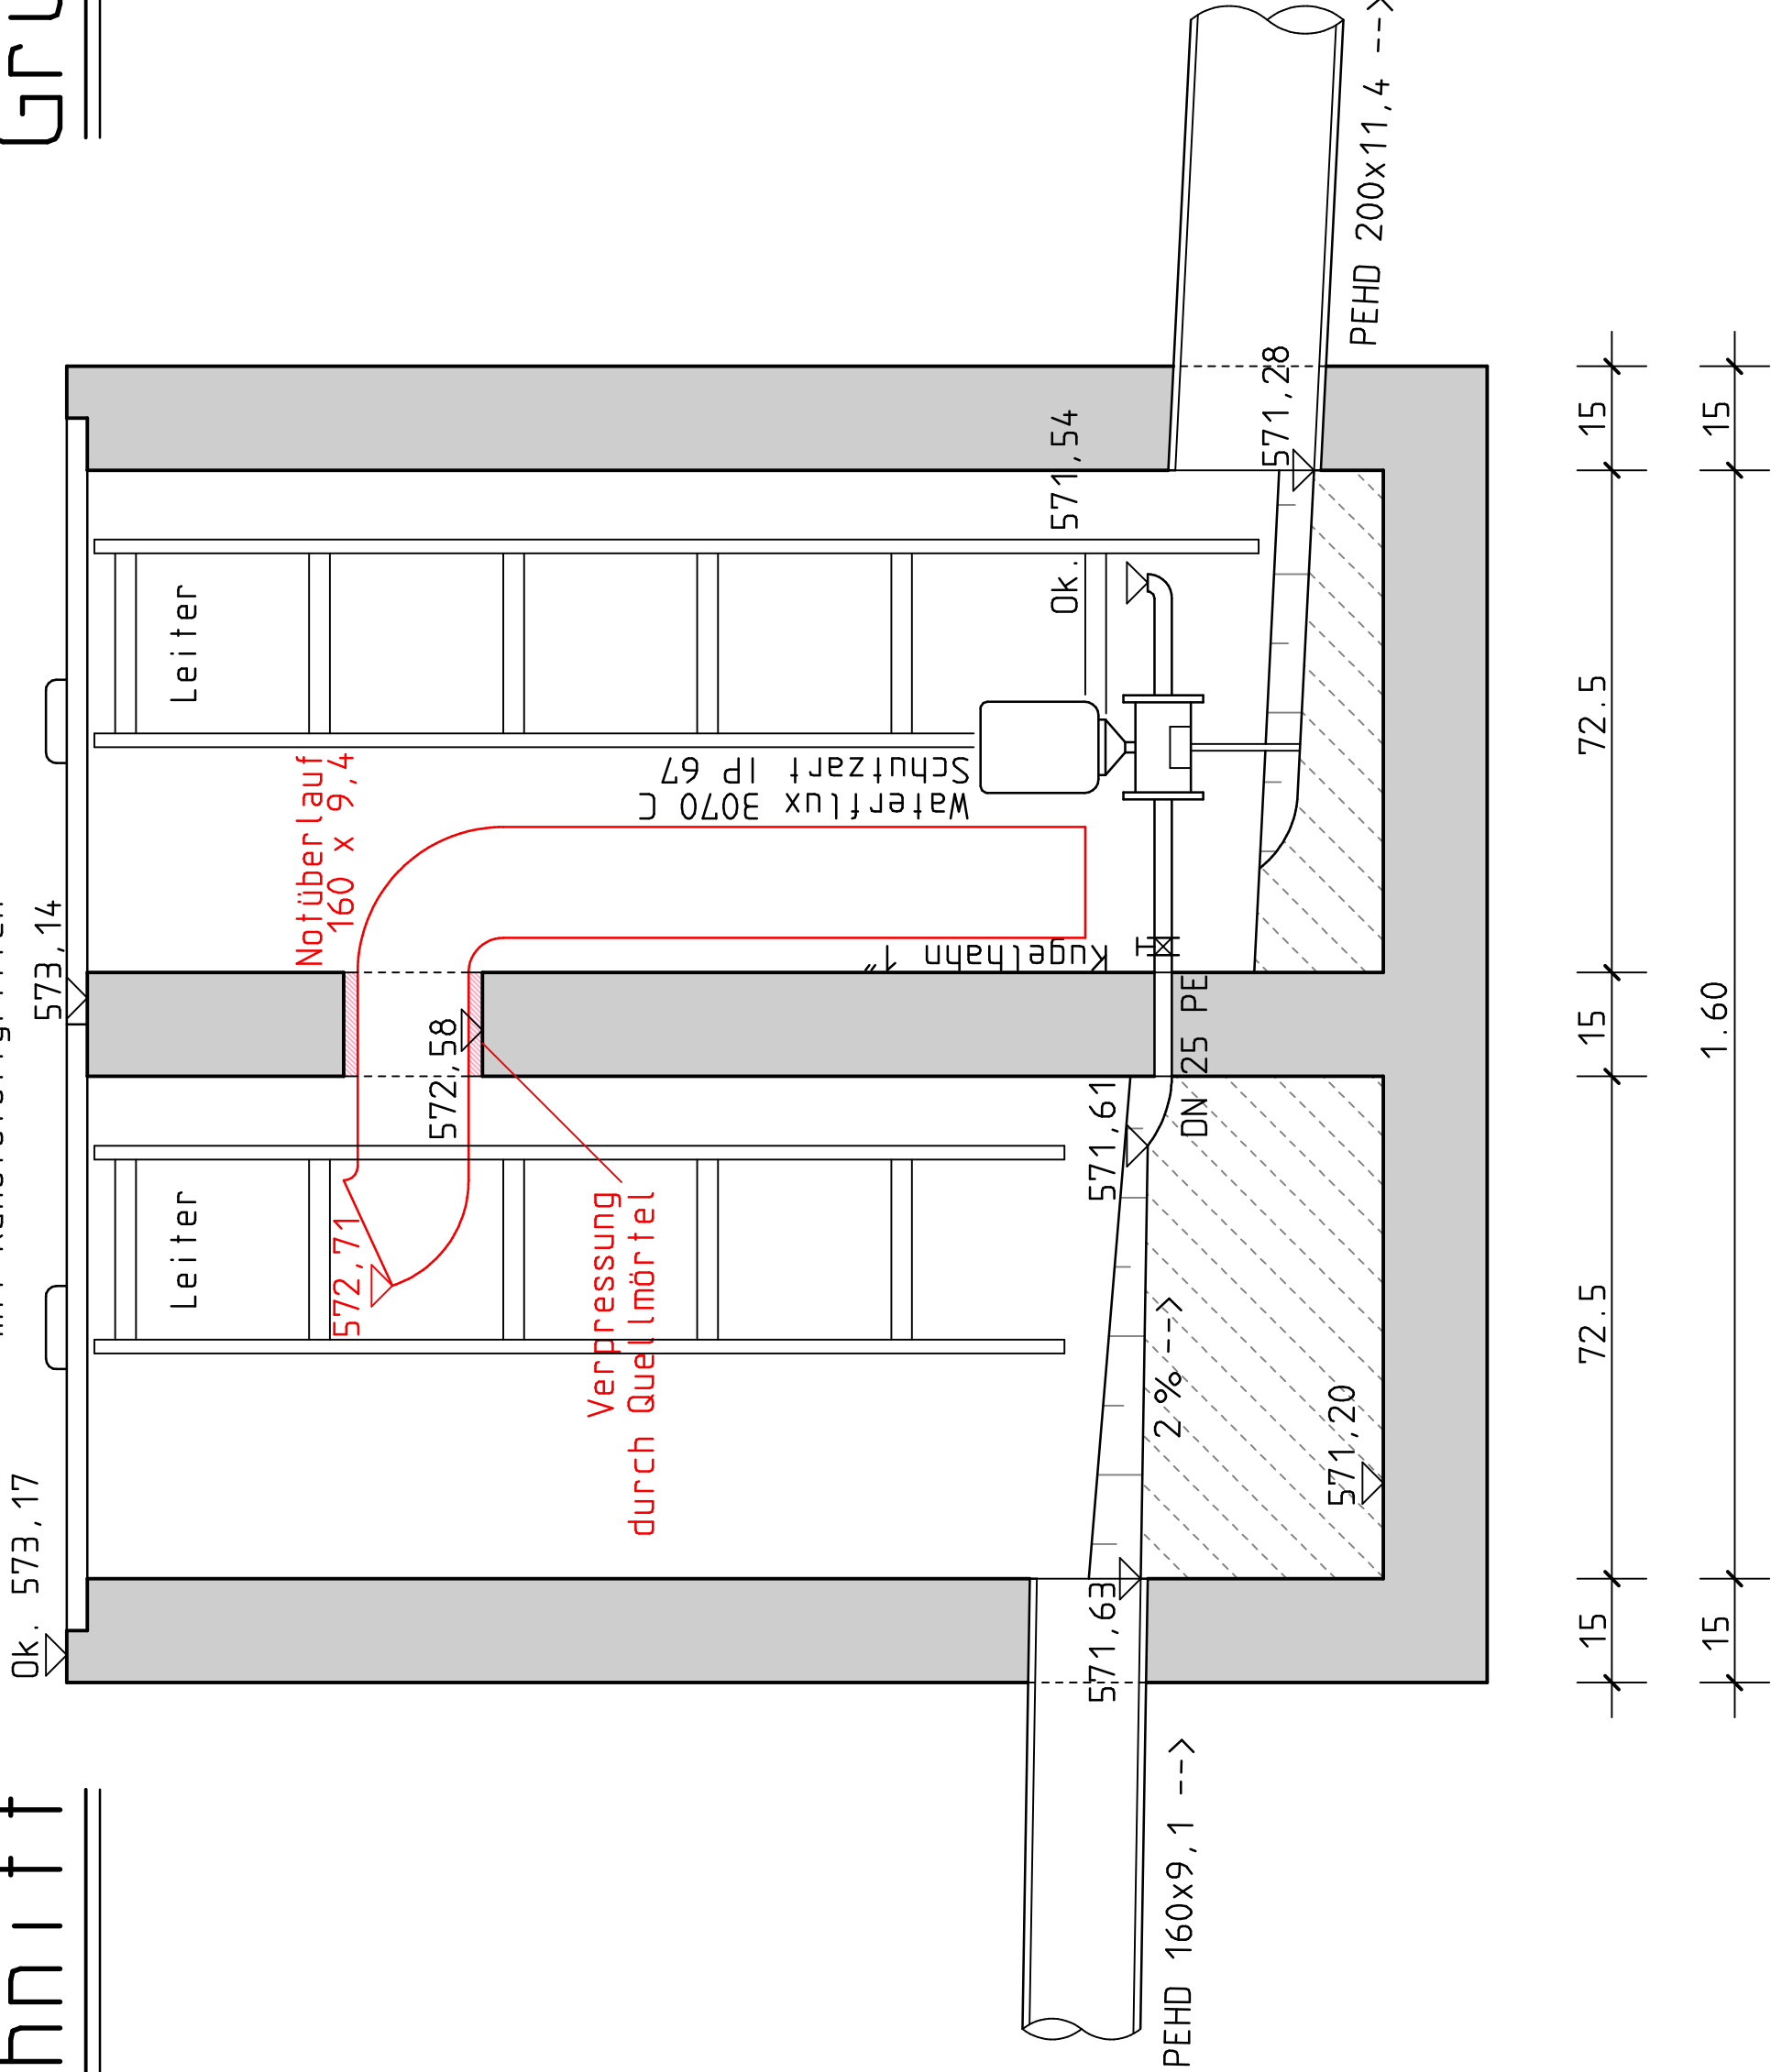 Ok. 573,17
573,14
Leiter
Leiter
Notüberlauf
160 x 9,4
572,71
572,58
Verpressung
durch Quellmörtel
Waterflux 3070 C
Schutzart IP 67
Kugelhahn 1"
Ok. 571,54
571,28
571,61
DN 25 PE
571,63
2 % -->
571,20
PEHD 160x9,1 -->
PEHD 200x11,4 -->
15
72.5
15
72.5
15
15
1.60
15